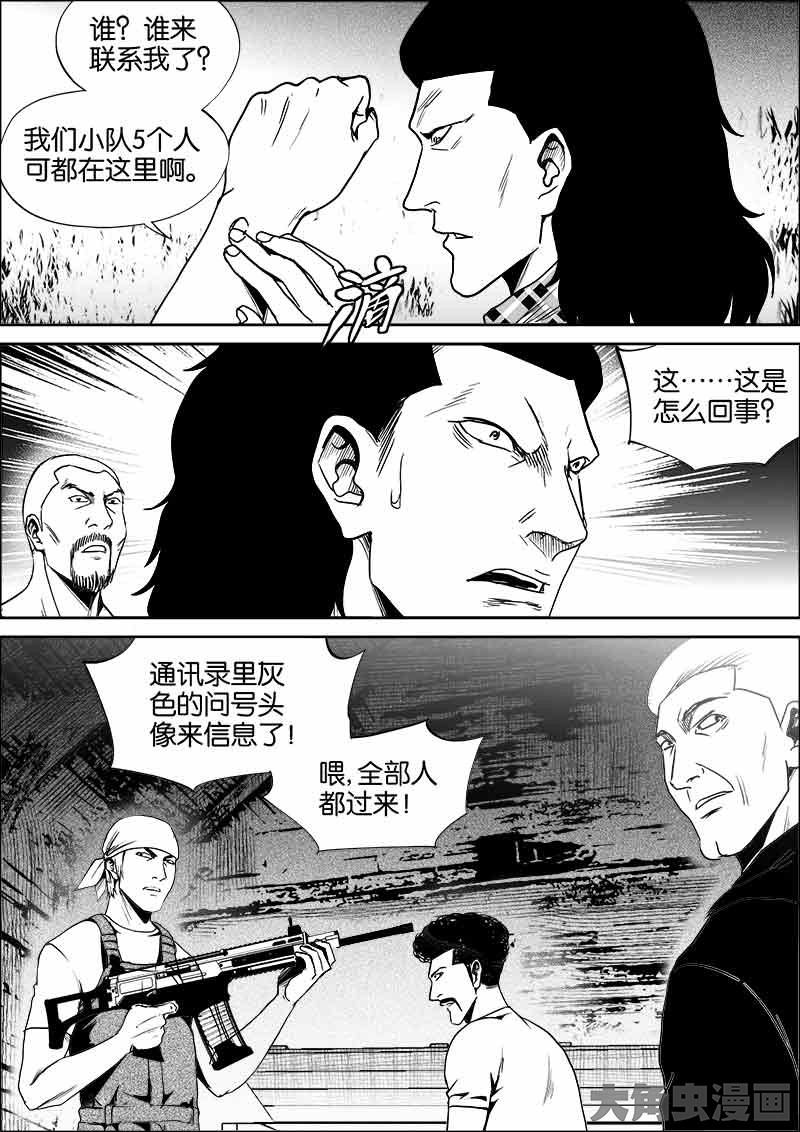 谁？谁来
联系我了？
我们小队5个人
可都在这里啊。
滴
这……这是
怎么回事？
通讯录里灰
色的问号头
像来信息了！
喂，全部人
都过来！
大角虫漫画